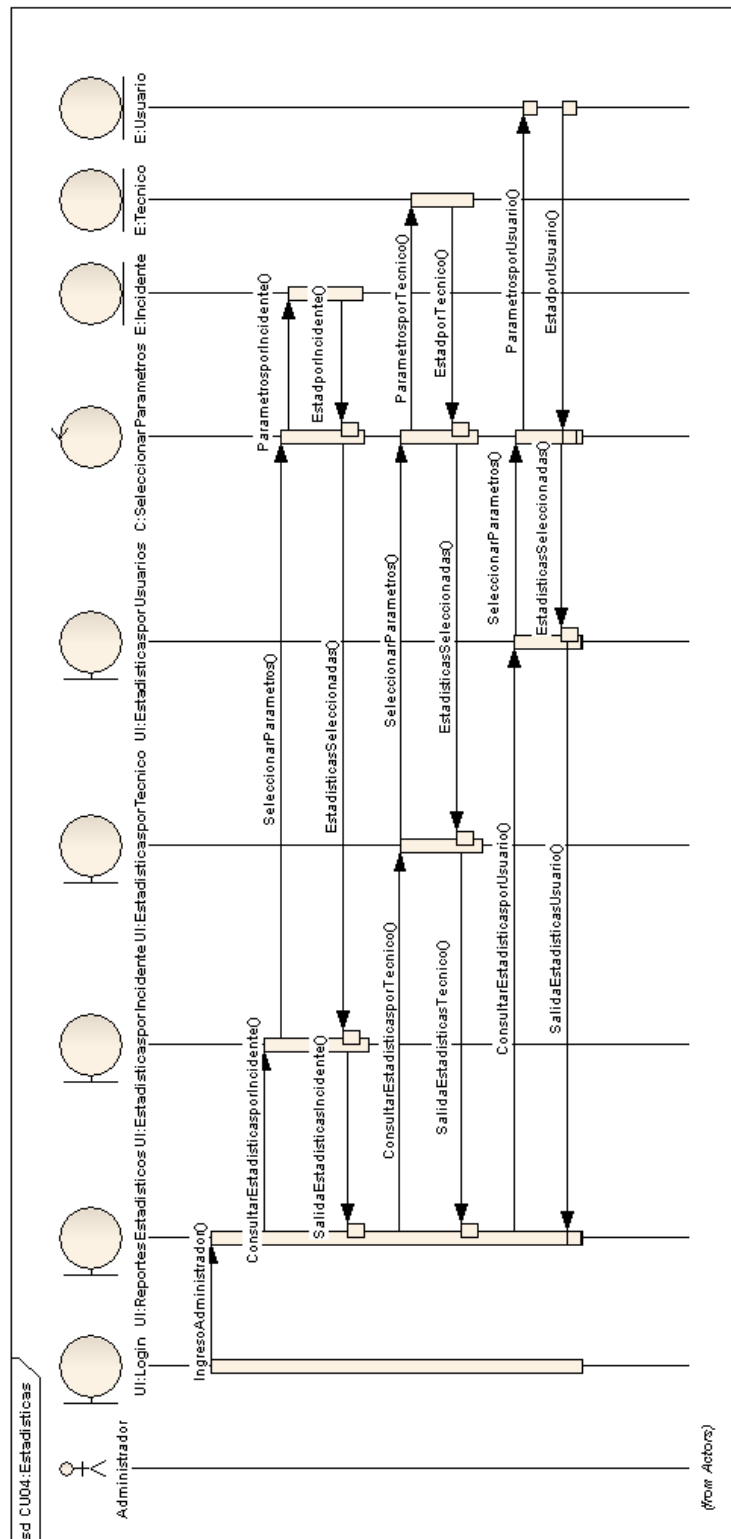 sd CU04:Estadisticas
Administrador
UI:Login
UI:ReportesEstadisticos
UI:EstadisticasporIncidente
UI:EstadisticasporTecnico
UI:EstadisticasporUsuarios
C:SeleccionarParametros
E:Incidente
E:Tecnico
E:Usuario
IngresoAdministrador()
ConsultarEstadisticasporIncidente()
SeleccionarParametros()
ParametrosporIncidente()
EstadporIncidente()
EstadisticasSeleccionadas()
SalidaEstadisticasIncidente()
ConsultarEstadisticasporTecnico()
SeleccionarParametros()
ParametrosporTecnico()
EstadporTecnico()
EstadisticasSeleccionadas()
SalidaEstadisticasTecnico()
ConsultarEstadisticasporUsuario()
SeleccionarParametros()
ParametrosporUsuario()
EstadporUsuario()
EstadisticasSeleccionadas()
SalidaEstadisticasUsuario()
(from Actors)